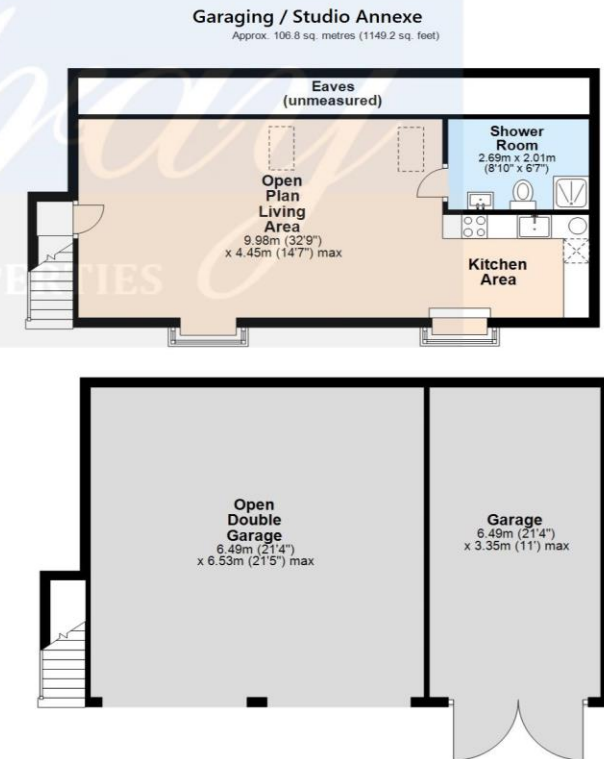 Garaging / Studio Annexe
Approx. 106.8 sq. metres (1149.2 sq. feet)
Eaves
(unmeasured)
Shower
Room
2.69m x 2.01m
(8'10" x 6'7")
Open
Plan
Living
Area
9.98m (32'9")
x 4.45m (14'7") max
Kitchen
Area
PERTIES
Open
Double
Garage
6.49m (21'4")
x 6.53m (21'5") max
Garage
6.49m (21'4")
x 3.35m (11') max